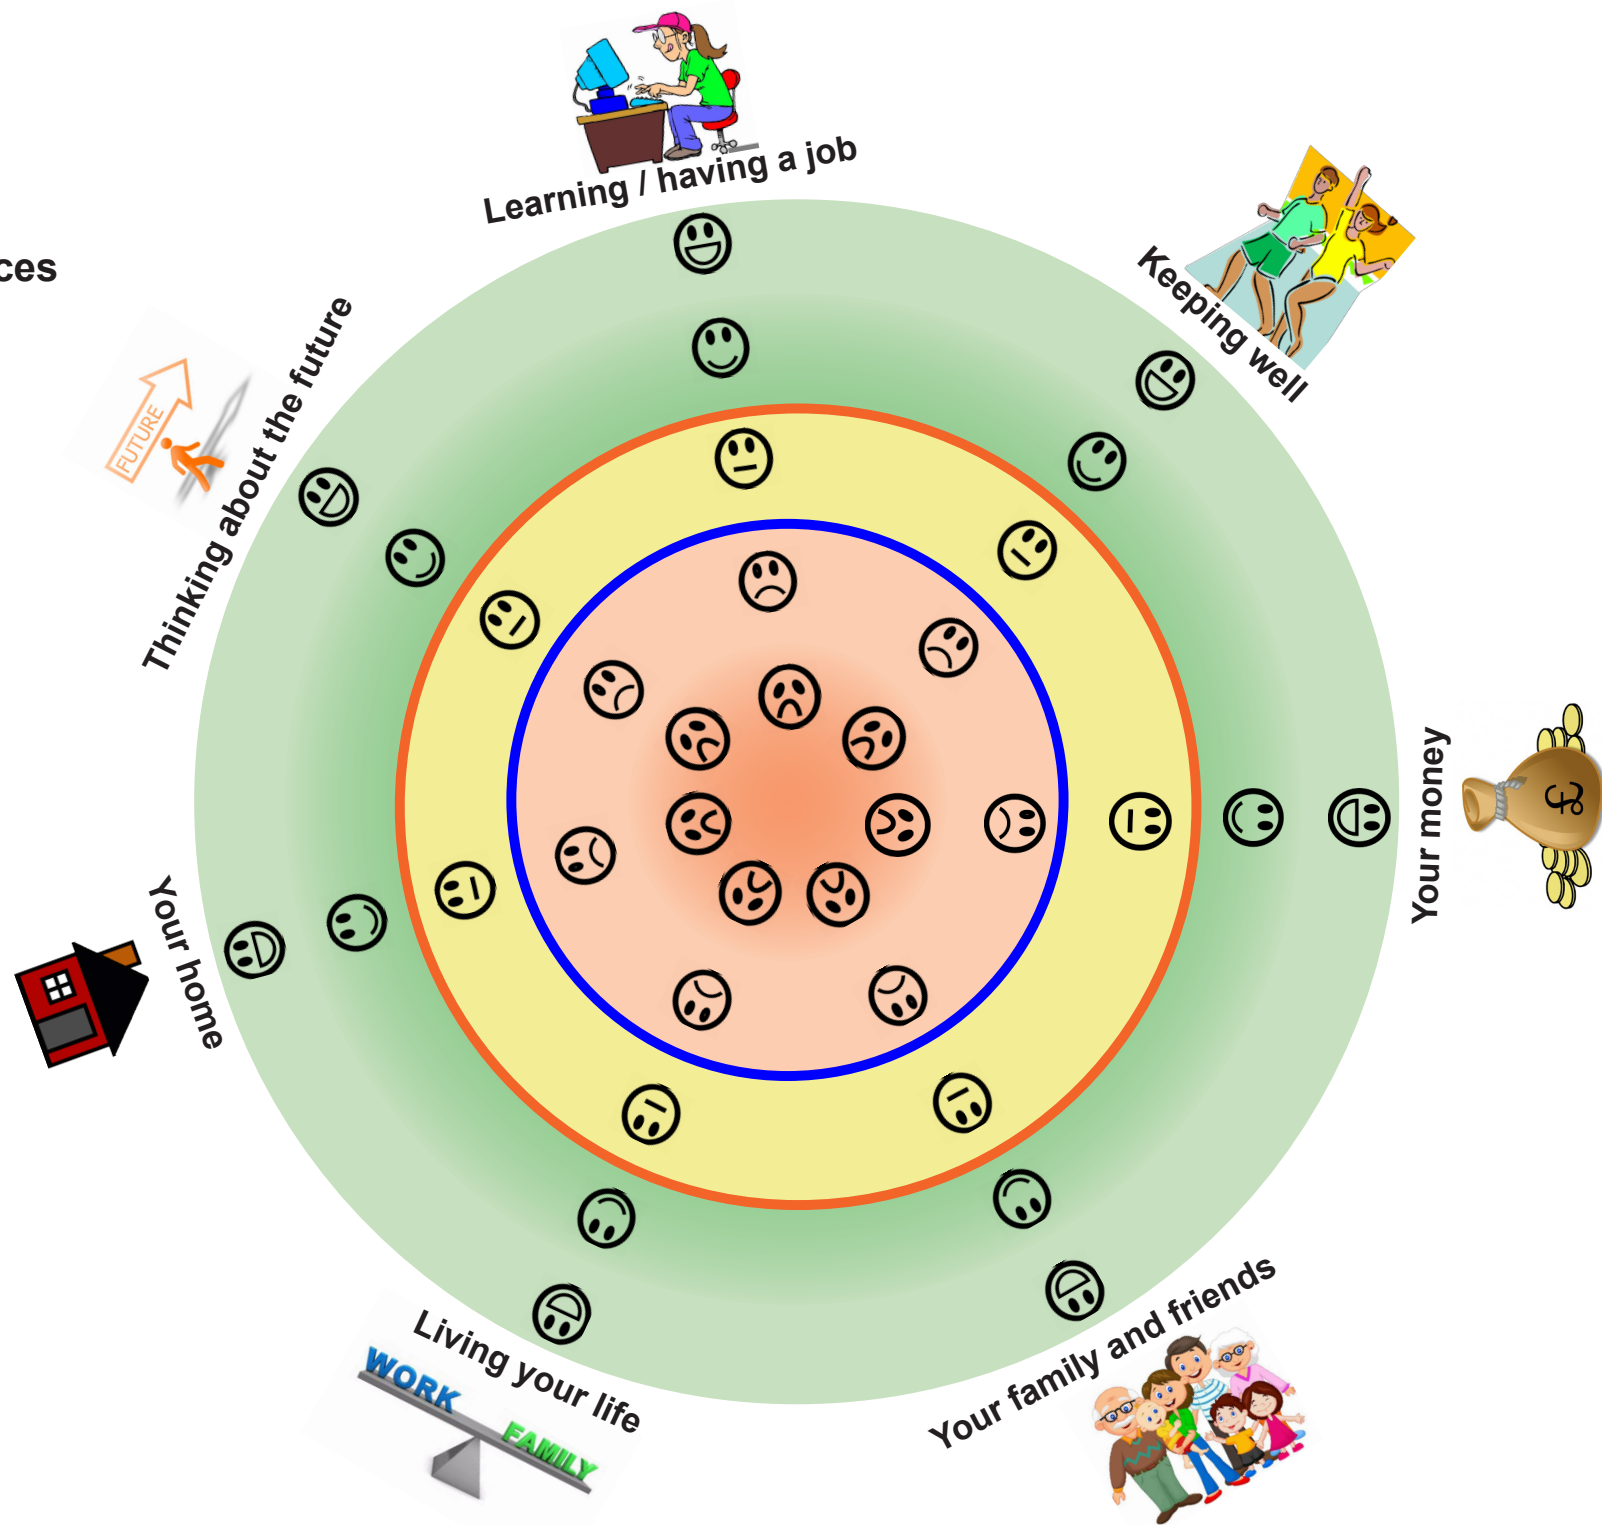 Learning / having a job
ces
Keeping well
Thinking about the future
FUTURE
Your money
£
Your home
Your family and friends
Living your life
WORK
FAMILY